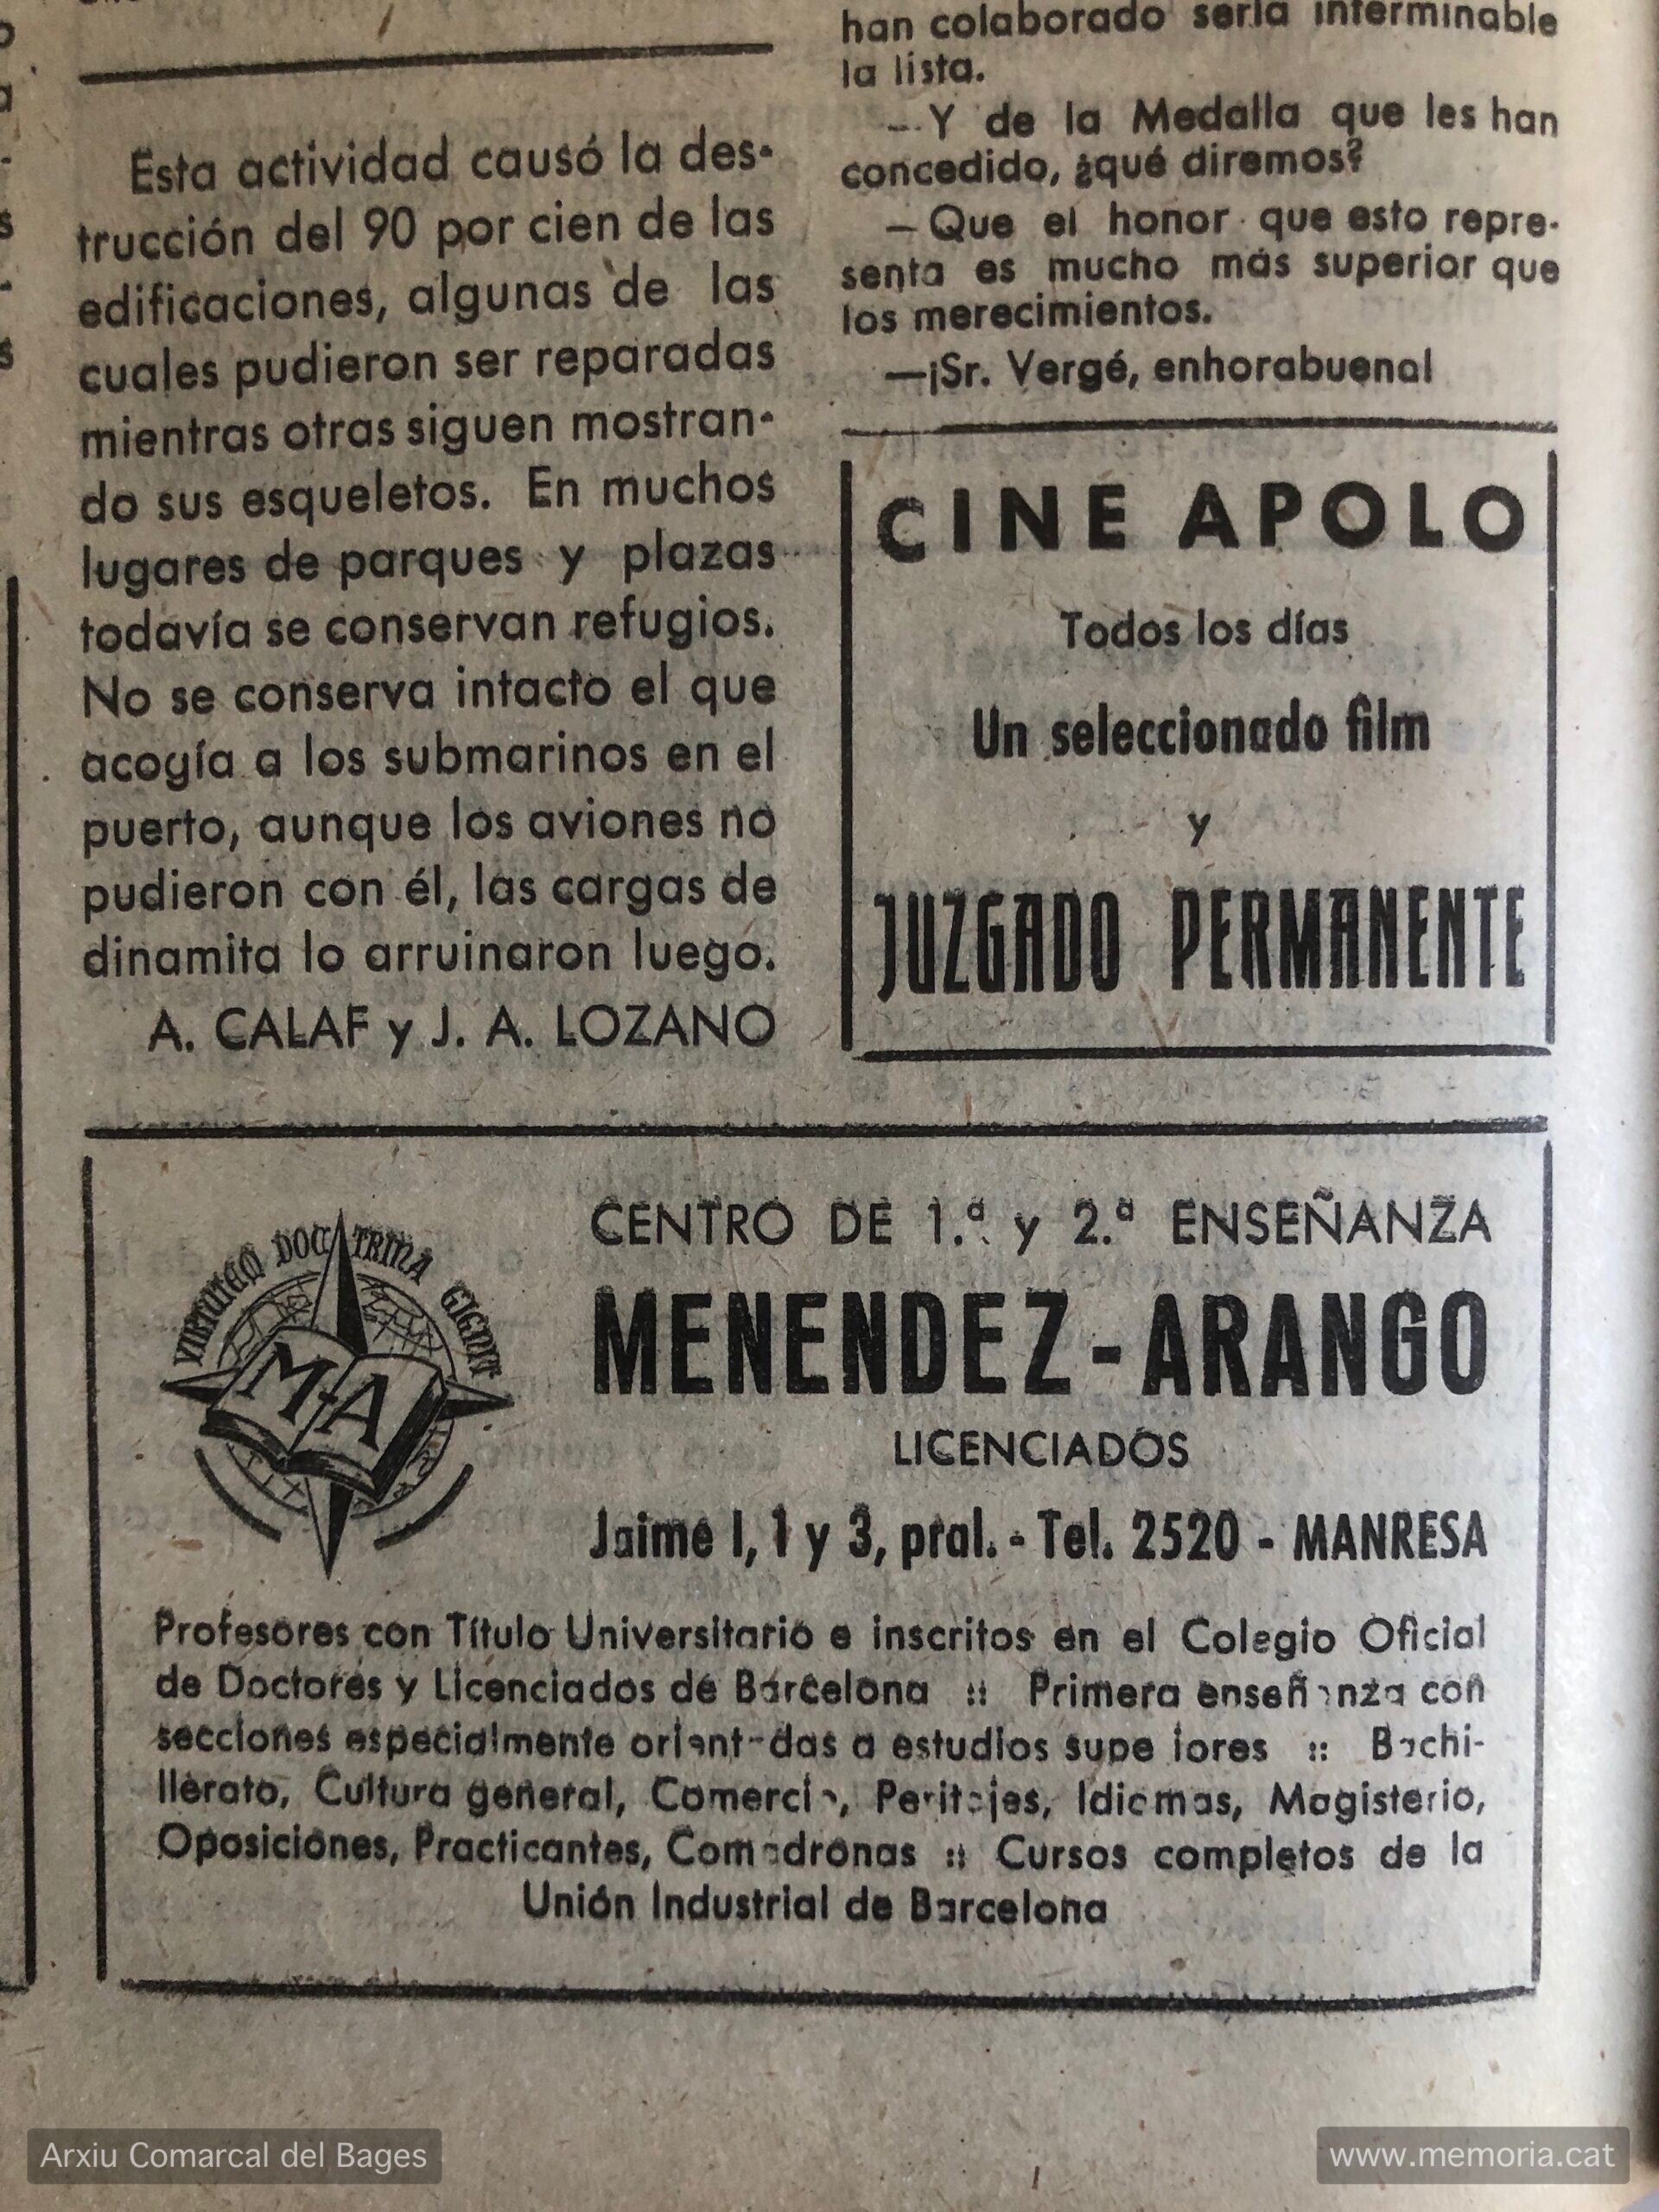 Esta actividad causó la des-
trucción del 90 por cien de las
edificaciones, algunas de las
cuales pudieron ser reparadas
mientras otras siguen mostran-
do sus esqueletos. En muchos
lugares de parques y plazas
todavía se conservan refugios.
No se conserva intacto el que
acogía a los submarinos en el
puerto, aunque los aviones no
pudieron con él, las cargas de
dinamita lo arruinaron luego.
A. CALAF y J. A. LOZANO
han colaborado sería interminable
la lista.
—Y de la Medalla que les han
concedido, ¿qué diremos?
—Que el honor que esto repre-
senta es mucho más superior que
los merecimientos.
—¡Sr. Vergé, enhorabuena!
CINE APOLO
Todos los días
Un seleccionado film
y
JUZGADO PERMANENTE
VIRTUTEM DOCTRINA GIGNIT
M-A
CENTRO DE 1.ª y 2.ª ENSEÑANZA
MENENDEZ-ARANGO
LICENCIADOS
Jaime I, 1 y 3, pral. - Tel. 2520 - MANRESA
Profesores con Título Universitario e inscritos en el Colegio Oficial
de Doctores y Licenciados de Barcelona :: Primera enseñanza con
secciones especialmente orientadas a estudios superiores :: Bachi-
llerato, Cultura general, Comercio, Peritajes, Idiomas, Magisterio,
Oposiciones, Practicantes, Comadronas :: Cursos completos de la
Unión Industrial de Barcelona
Arxiu Comarcal del Bages
www.memoria.cat